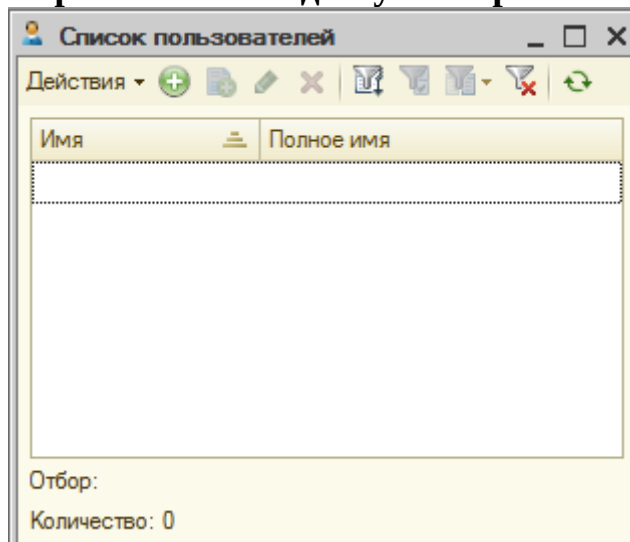 Список пользователей
Действия
Имя Полное имя
Отбор:
Количество: 0